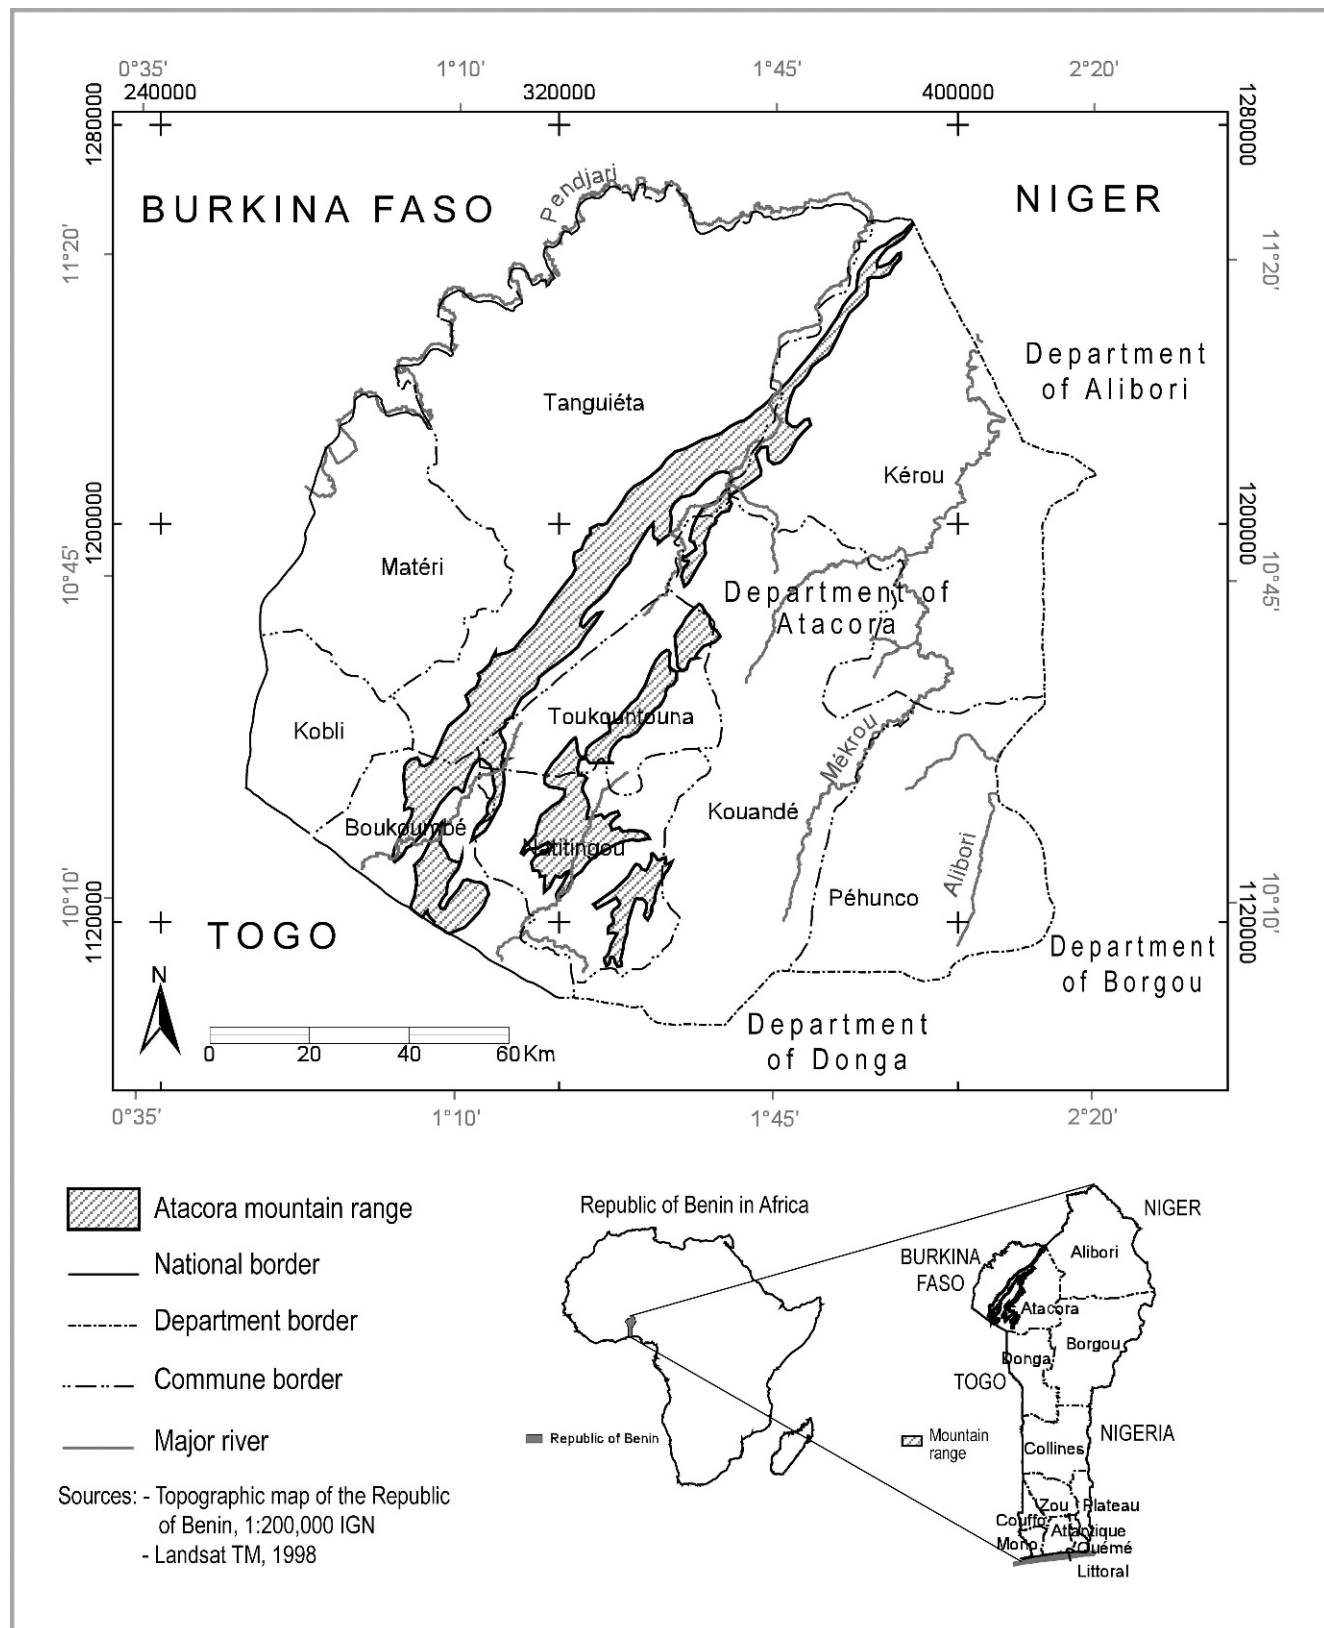 0°35' 1°10' 1°45' 2°20'
240000 320000 400000
1280000 1280000
BURKINA FASO
Pendjari
NIGER
11°20' 11°20'
Department
of Alibori
Tanguiéta
Kérou
1200000 1200000
Matéri
10°45' 10°45'
Department of
Atacora
Kobli
Toukountouna
Mékrou
Kouandé
Boukoumbé
Natitingou
Alibori
Péhunco
10°10' 10°10'
1120000 1120000
TOGO
Department
of Borgou
N
Department
of Donga
0 20 40 60 Km
0°35' 1°10' 1°45' 2°20'
Atacora mountain range
National border
Department border
Commune border
Major river
Sources: - Topographic map of the Republic
of Benin, 1:200,000 IGN
- Landsat TM, 1998
Republic of Benin in Africa
Republic of Benin
NIGER
BURKINA
FASO
Alibori
Atacora
Borgou
Donga
TOGO
NIGERIA
Mountain
range
Collines
Zou Plateau
Couffo
Atlantique
Mono Ouémé
Littoral